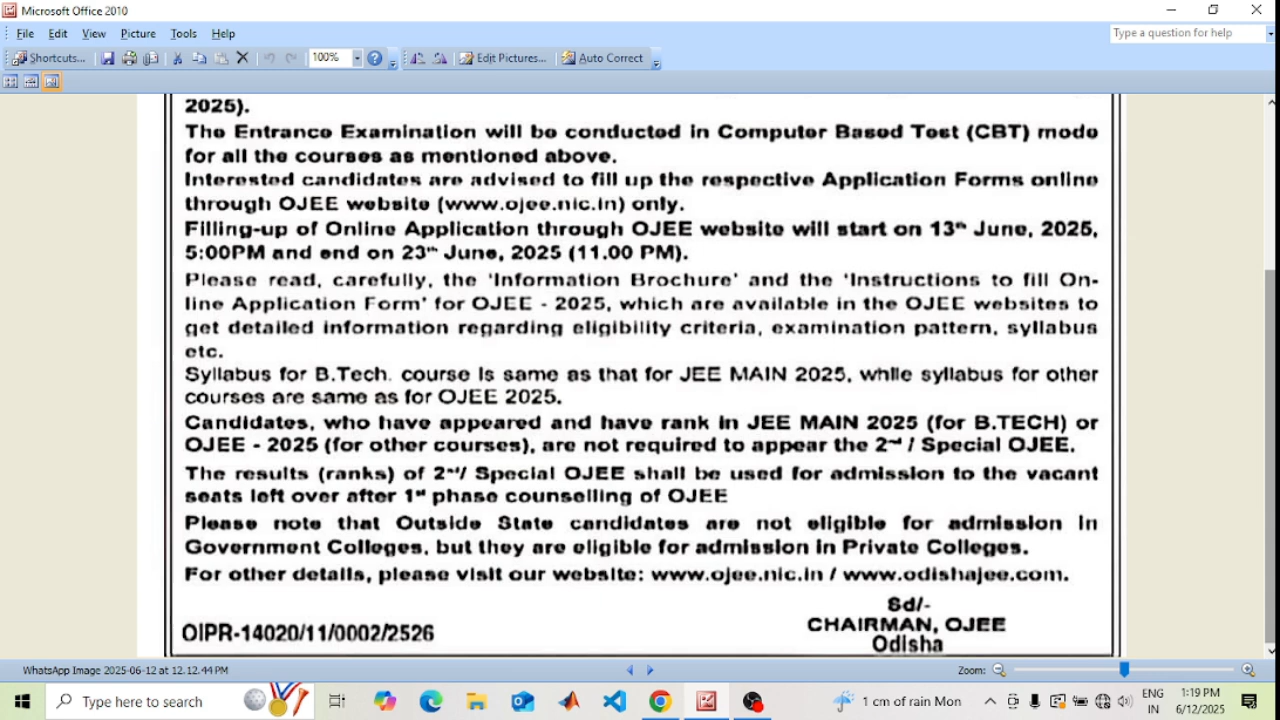 Microsoft Office 2010
File Edit View Picture Tools Help
Type a question for help
Shortcuts... 100% Edit Pictures... Auto Correct
2025).
The Entrance Examination will be conducted in Computer Based Test (CBT) mode
for all the courses as mentioned above.
Interested candidates are advised to fill up the respective Application Forms online
through OJEE website (www.ojee.nic.in) only.
Filling-up of Online Application through OJEE website will start on 13th June, 2025,
5:00PM and end on 23th June, 2025 (11.00 PM).
Please read, carefully, the 'Information Brochure' and the 'Instructions to fill On-
line Application Form' for OJEE - 2025, which are available in the OJEE websites to
get detailed information regarding eligibility criteria, examination pattern, syllabus
etc.
Syllabus for B.Tech. course is same as that for JEE MAIN 2025, while syllabus for other
courses are same as for OJEE 2025.
Candidates, who have appeared and have rank in JEE MAIN 2025 (for B.TECH) or
OJEE - 2025 (for other courses), are not required to appear the 2nd / Special OJEE.
The results (ranks) of 2nd/ Special OJEE shall be used for admission to the vacant
seats left over after 1st phase counselling of OJEE
Please note that Outside State candidates are not eligible for admission in
Government Colleges, but they are eligible for admission in Private Colleges.
For other details, please visit our website: www.ojee.nic.in / www.odishajee.com.
Sd/-
CHAIRMAN, OJEE
OIPR-14020/11/0002/2526
Odisha
WhatsApp Image 2025-06-12 at 12.12.44 PM
Zoom:
Type here to search
1 cm of rain Mon
ENG
IN
1:19 PM
6/12/2025